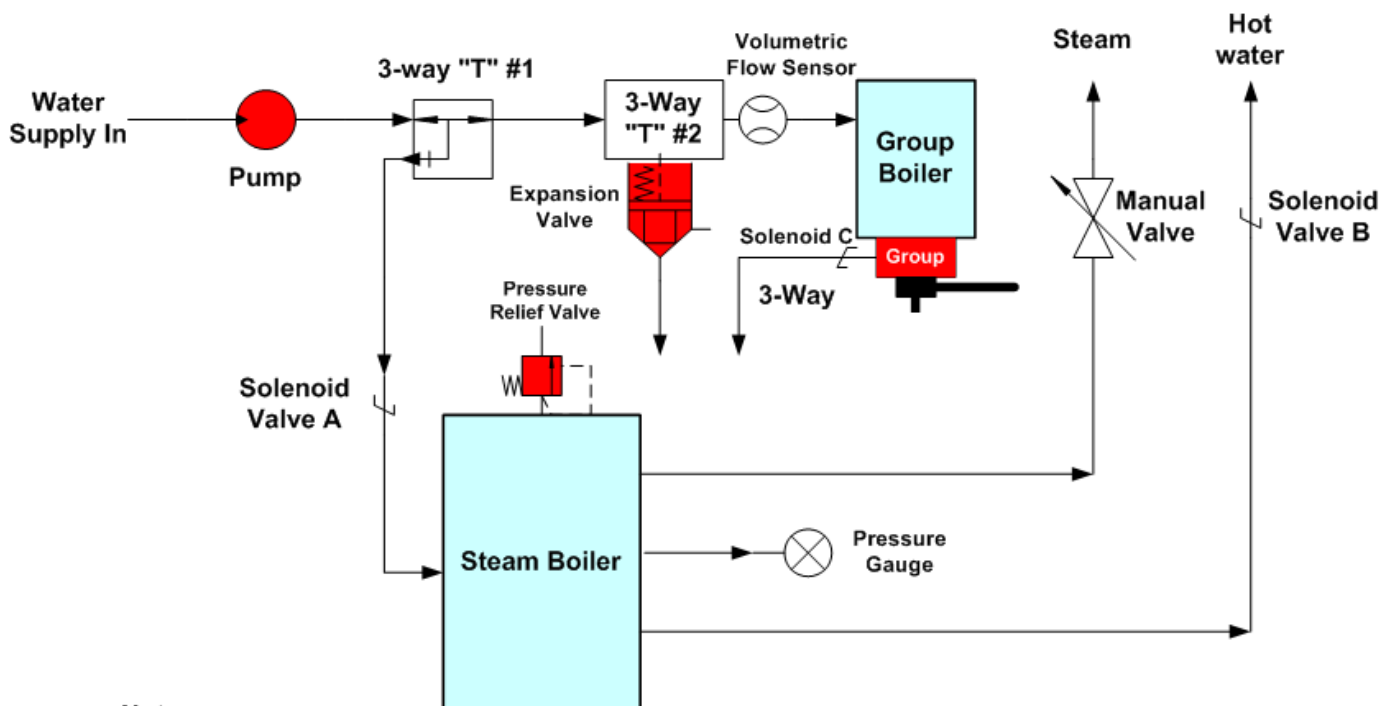 Water
Supply In
Pump
3-way "T" #1
3-Way
"T" #2
Volumetric
Flow Sensor
Group
Boiler
Steam
Hot
water
Expansion
Valve
Solenoid C
3-Way
Group
Manual
Valve
Solenoid
Valve B
Pressure
Relief Valve
Solenoid
Valve A
Steam Boiler
Pressure
Gauge